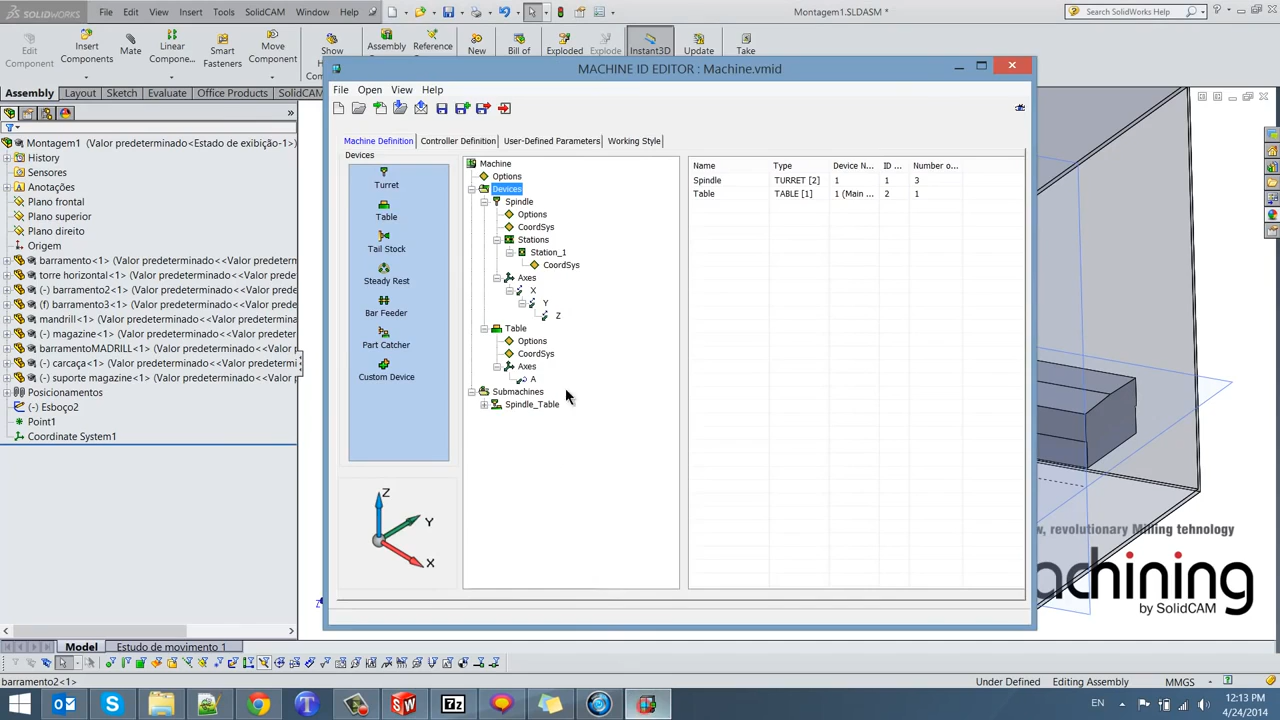 SOLIDWORKS File Edit View Insert Tools SolidCAM Window Help Montagem1.SLDASM * Search SolidWorks Help
Edit Component
Insert Components
Mate
Linear Compone...
Smart Fasteners
Move Component
Show
Assembly
Reference
New
Bill of
Exploded
Explode
Instant3D
Update
Take
Assembly Layout Sketch Evaluate Office Products SolidCAM
MACHINE ID EDITOR : Machine.vmid
File Open View Help
Machine Definition Controller Definition User-Defined Parameters Working Style
Devices
Turret
Table
Tail Stock
Steady Rest
Bar Feeder
Part Catcher
Custom Device
Z
Y
X
Machine
Options
Devices
Spindle
Options
CoordSys
Stations
Station_1
CoordSys
Axes
X
Y
Z
Table
Options
CoordSys
Axes
A
Submachines
Spindle_Table
Name Type Device N... ID ... Number o...
Spindle TURRET [2] 1 1 3
Table TABLE [1] 1 (Main ... 2 1
Montagem1 (Valor predeterminado<Estado de exibição-1>)
History
Sensores
Anotações
Plano frontal
Plano superior
Plano direito
Origem
barramento<1> (Valor predeterminado<<Valor predetermi
torre horizontal<1> (Valor predeterminado<<Valor prede
(-) barramento2<1> (Valor predeterminado<<Valor prede
(f) barramento3<1> (Valor predeterminado<<Valor prede
mandril<1> (Valor predeterminado<<Valor predetermina
(-) magazine<1> (Valor predeterminado<<Valor predeter
barramentoMADRILL<1> (Valor predeterminado<<Valor p
(-) carcaça<1> (Valor predeterminado<<Valor predetermi
(-) suporte magazine<1> (Valor predeterminado<<Valor p
Posicionamentos
(-) Esboço2
Point1
Coordinate System1
w, revolutionary Milling tehnology
achining
by SolidCAM
Model Estudo de movimento 1
barramento2<1> Under Defined Editing Assembly MMGS
EN 12:13 PM
4/24/2014